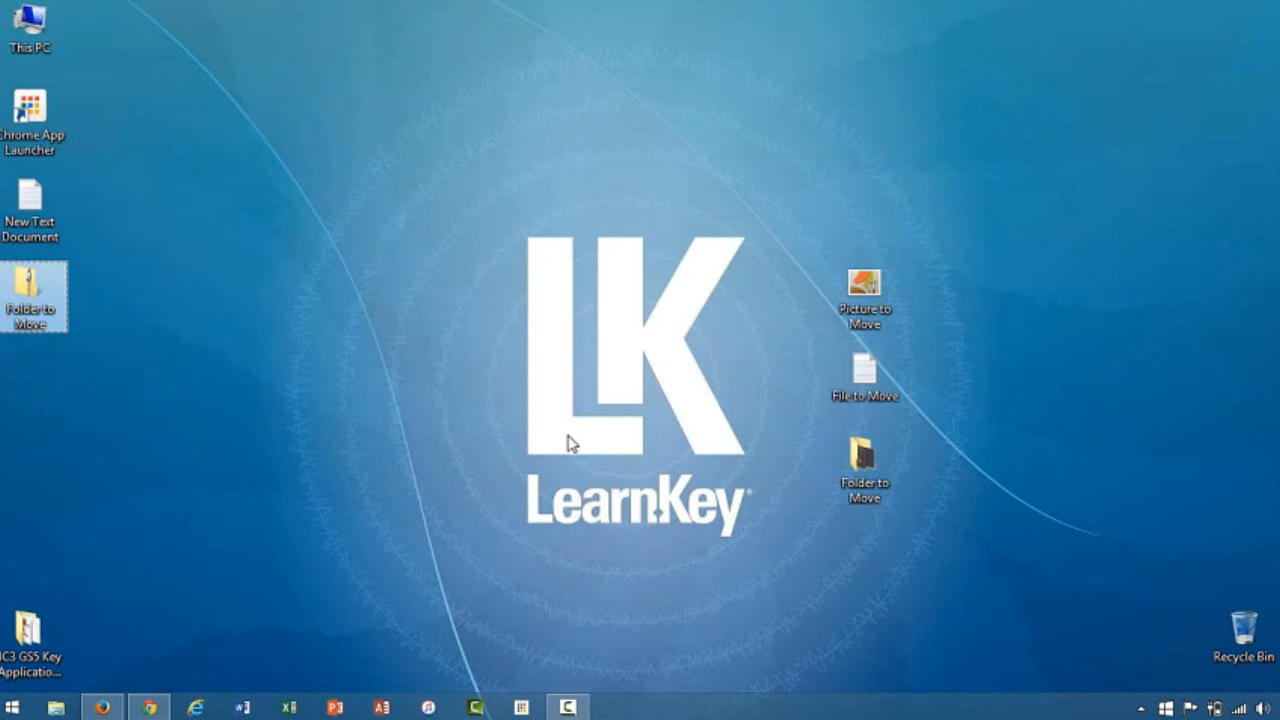 This PC
Chrome App
Launcher
New Text
Document
Folder to
Move
Picture to
Move
File to Move
Folder to
Move
LK
LearnKey
IC3 GS5 Key
Applicatio...
Recycle Bin